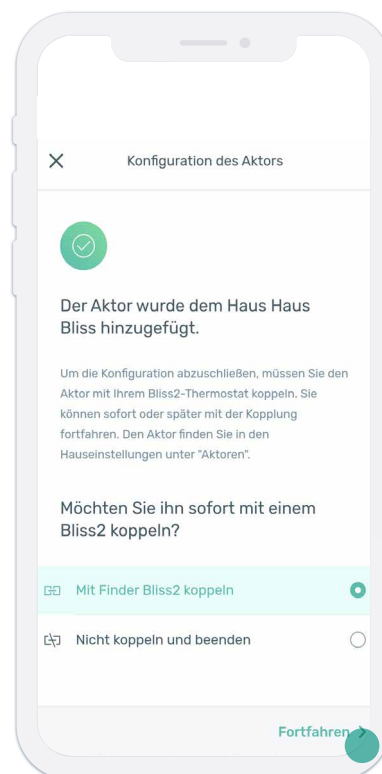 Konfiguration des Aktors
Der Aktor wurde dem Haus Haus
Bliss hinzugefügt.
Um die Konfiguration abzuschließen, müssen Sie den
Aktor mit Ihrem Bliss2-Thermostat koppeln. Sie
können sofort oder später mit der Kopplung
fortfahren. Den Aktor finden Sie in den
Hauseinstellungen unter "Aktoren".
Möchten Sie ihn sofort mit einem
Bliss2 koppeln?
Mit Finder Bliss2 koppeln
Nicht koppeln und beenden
Fortfahren